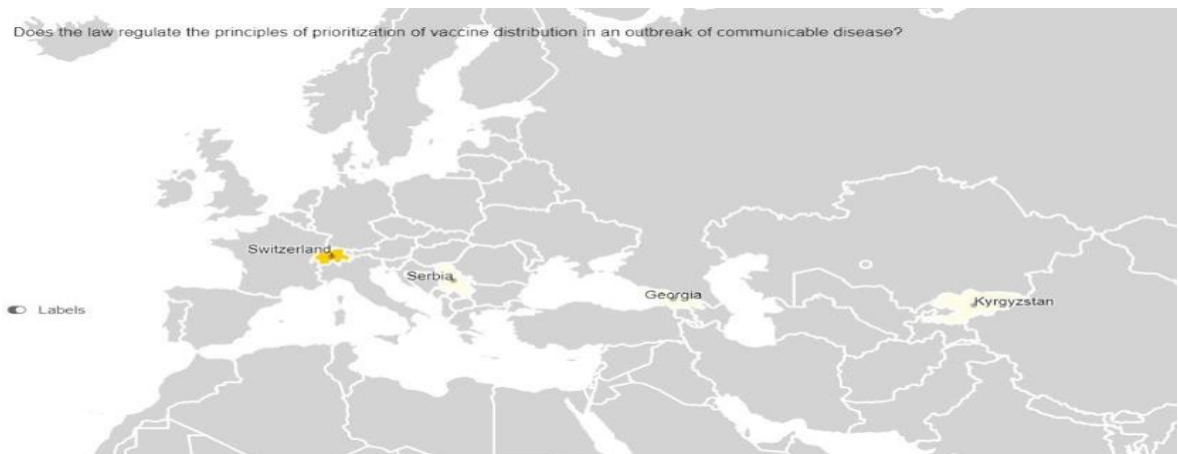 Does the law regulate the principles of prioritization of vaccine distribution in an outbreak of communicable disease?
Switzerland
Serbia
Georgia
Kyrgyzstan
Labels